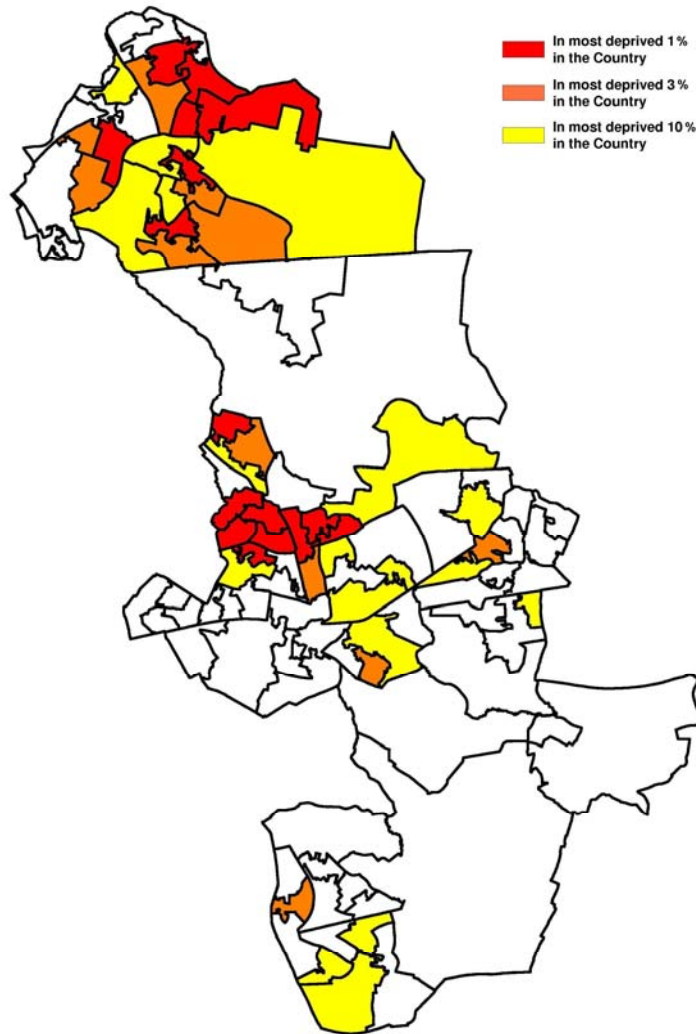 In most deprived 1%
in the Country
In most deprived 3%
in the Country
In most deprived 10%
in the Country